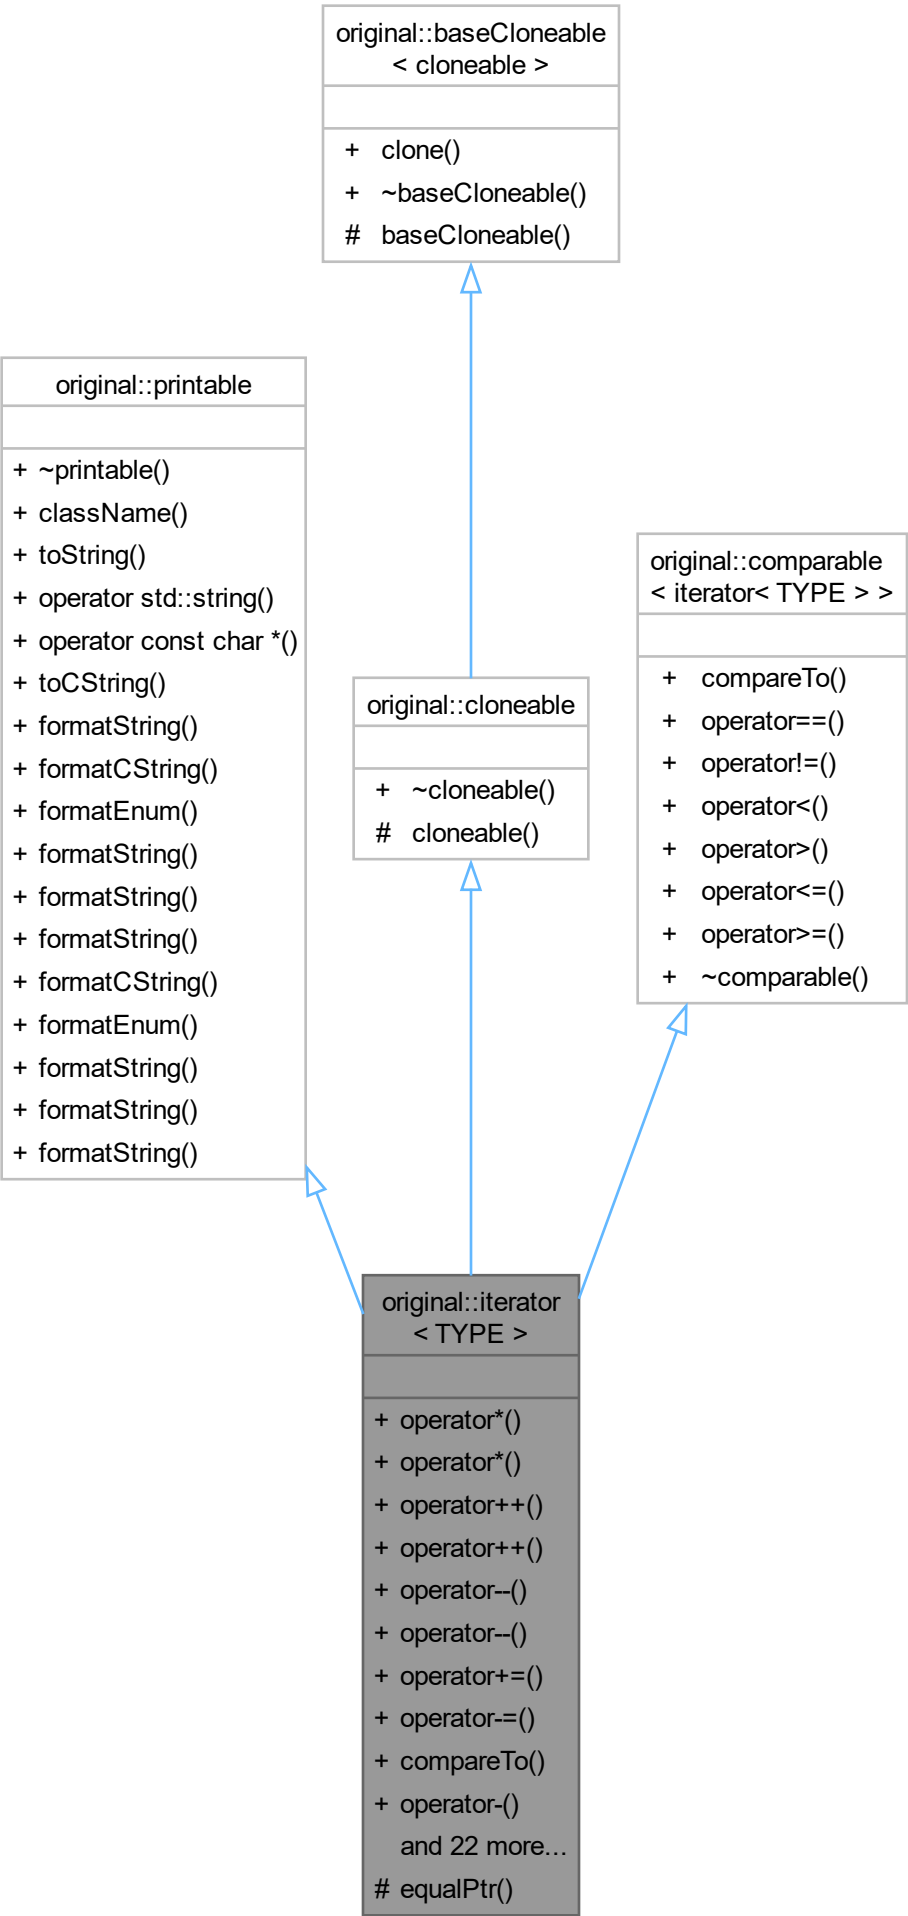 original::baseCloneable
< cloneable >
+ clone()
+ ~baseCloneable()
# baseCloneable()
original::printable
+ ~printable()
+ className()
+ toString()
+ operator std::string()
+ operator const char *()
+ toCString()
+ formatString()
+ formatCString()
+ formatEnum()
+ formatString()
+ formatString()
+ formatString()
+ formatCString()
+ formatEnum()
+ formatString()
+ formatString()
+ formatString()
original::cloneable
+ ~cloneable()
# cloneable()
original::comparable
< iterator< TYPE > >
+ compareTo()
+ operator==()
+ operator!=()
+ operator<()
+ operator>()
+ operator<=()
+ operator>=()
+ ~comparable()
original::iterator
< TYPE >
+ operator*()
+ operator*()
+ operator++()
+ operator++()
+ operator--()
+ operator--()
+ operator+=()
+ operator-=()
+ compareTo()
+ operator-()
and 22 more...
# equalPtr()